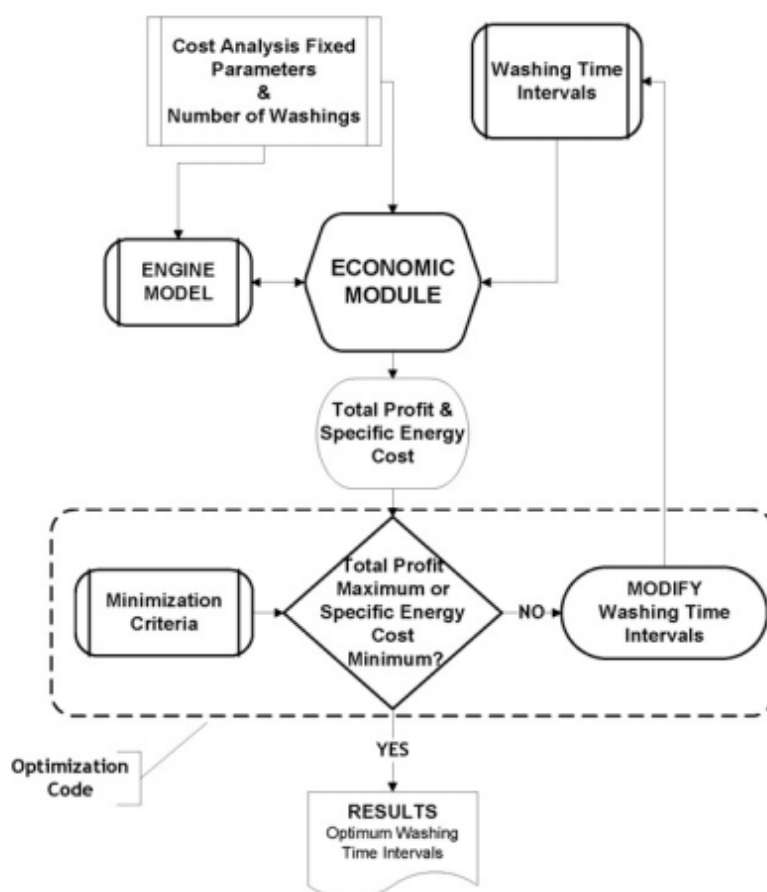 Cost Analysis Fixed
Parameters
&
Number of Washings
Washing Time
Intervals
ENGINE
MODEL
ECONOMIC
MODULE
Total Profit &
Specific Energy
Cost
Minimization
Criteria
Total Profit
Maximum or
Specific Energy
Cost
Minimum?
NO
MODIFY
Washing Time
Intervals
YES
Optimization
Code
RESULTS
Optimum Washing
Time Intervals